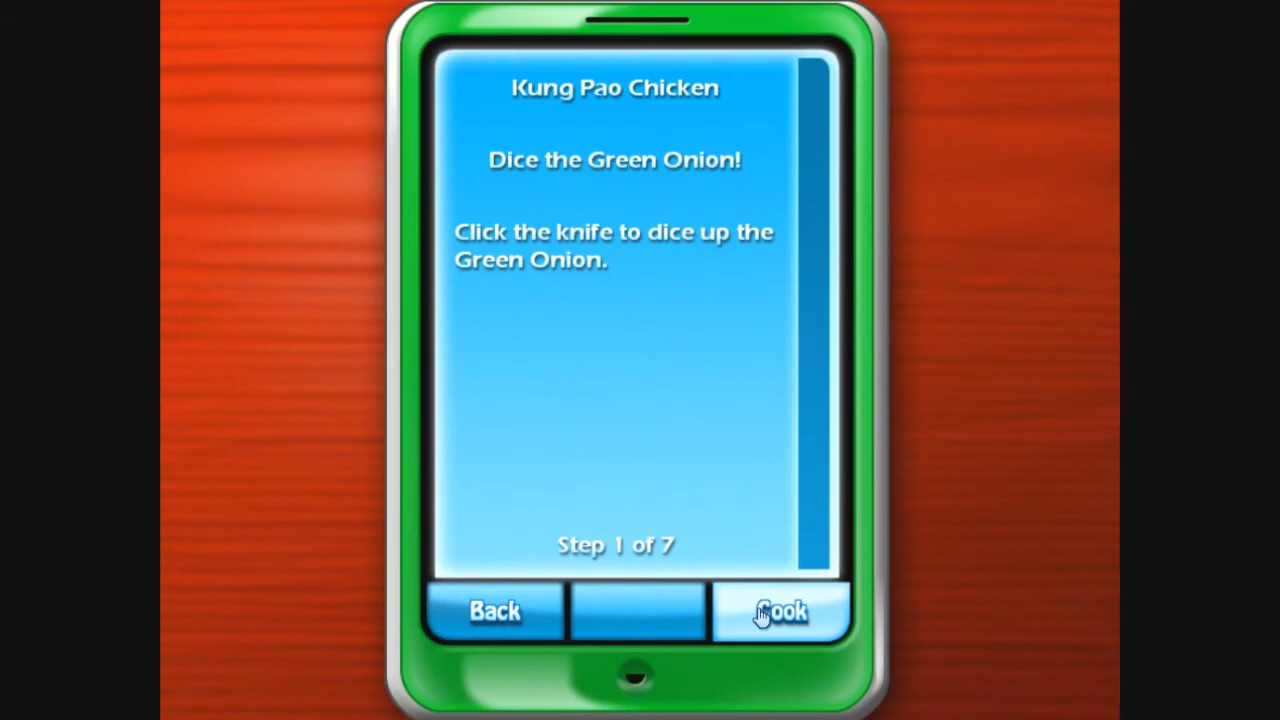 Kung Pao Chicken
Dice the Green Onion!
Click the knife to dice up the
Green Onion.
Step 1 of 7
Back
Cook